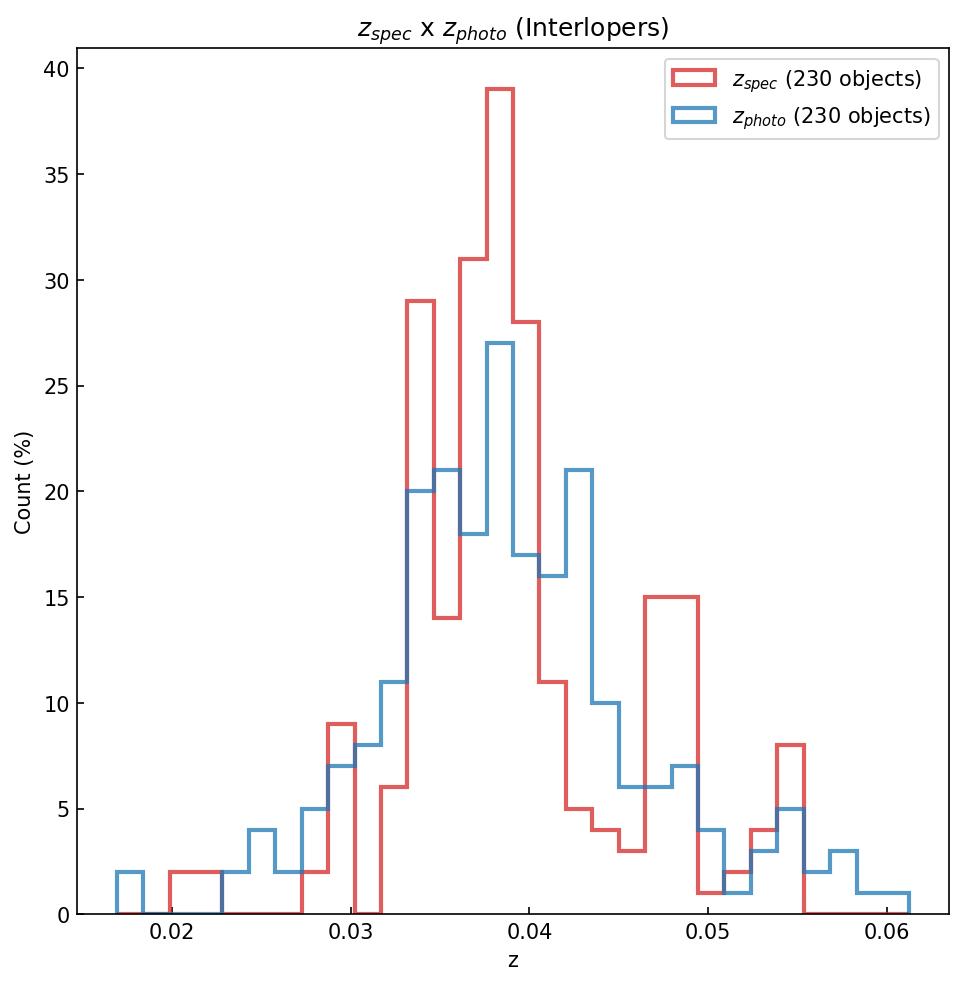 z_spec x z_photo (Interlopers)
z_spec (230 objects)
z_photo (230 objects)
Count (%)
40
35
30
25
20
15
10
5
0
0.02 0.03 0.04 0.05 0.06
z